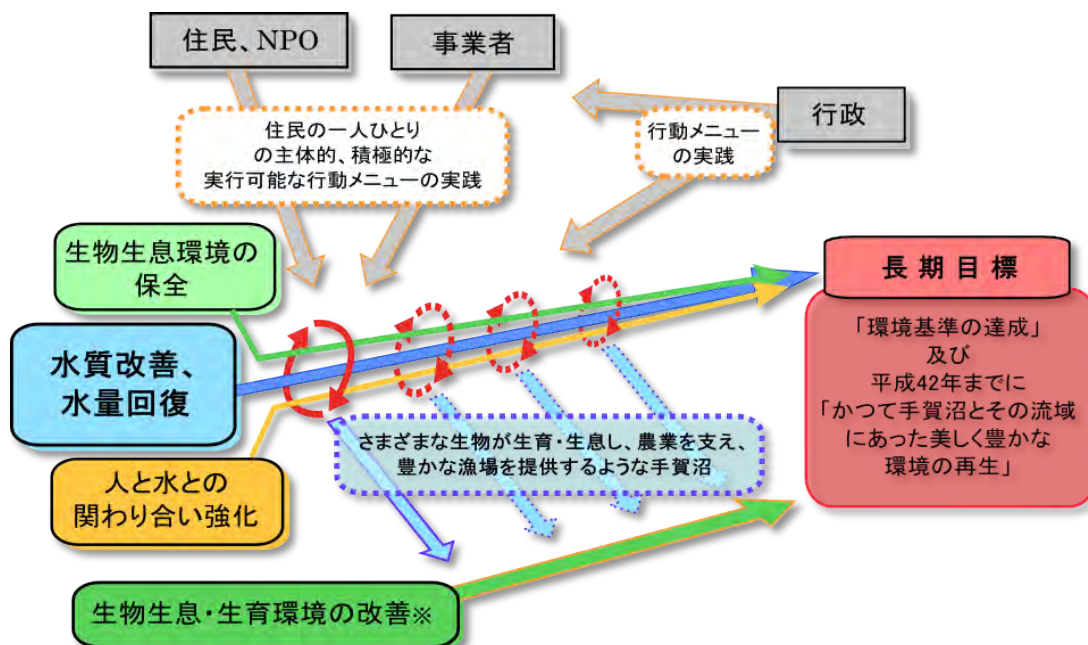 住民、NPO
事業者
行政
住民の一人ひとり
の主体的、積極的な
実行可能な行動メニューの実践
行動メニュー
の実践
生物生息環境の
保全
水質改善、
水量回復
人と水との
関わり合い強化
さまざまな生物が生育・生息し、農業を支え、
豊かな漁場を提供するような手賀沼
生物生息・生育環境の改善※
長期目標
「環境基準の達成」
及び
平成42年までに
「かつて手賀沼とその流域
にあった美しく豊かな
環境の再生」